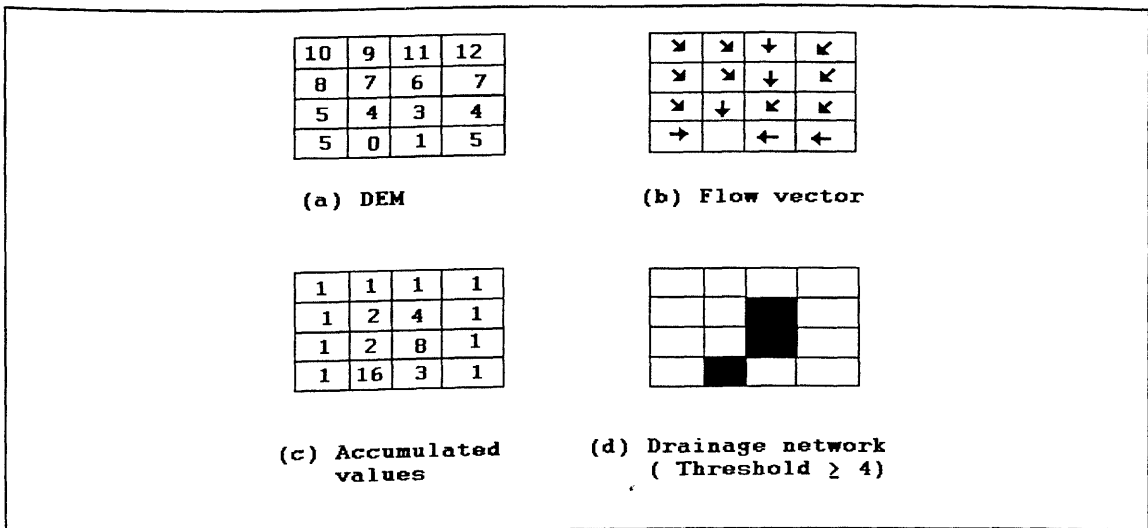 10 9 11 12
8 7 6 7
5 4 3 4
5 0 1 5
(a) DEM
↘ ↘ ↓ ↙
↘ ↘ ↓ ↙
↘ ↓ ↙ ↙
→ ← ←
(b) Flow vector
1 1 1 1
1 2 4 1
1 2 8 1
1 16 3 1
(c) Accumulated
values
(d) Drainage network
( Threshold ≥ 4)